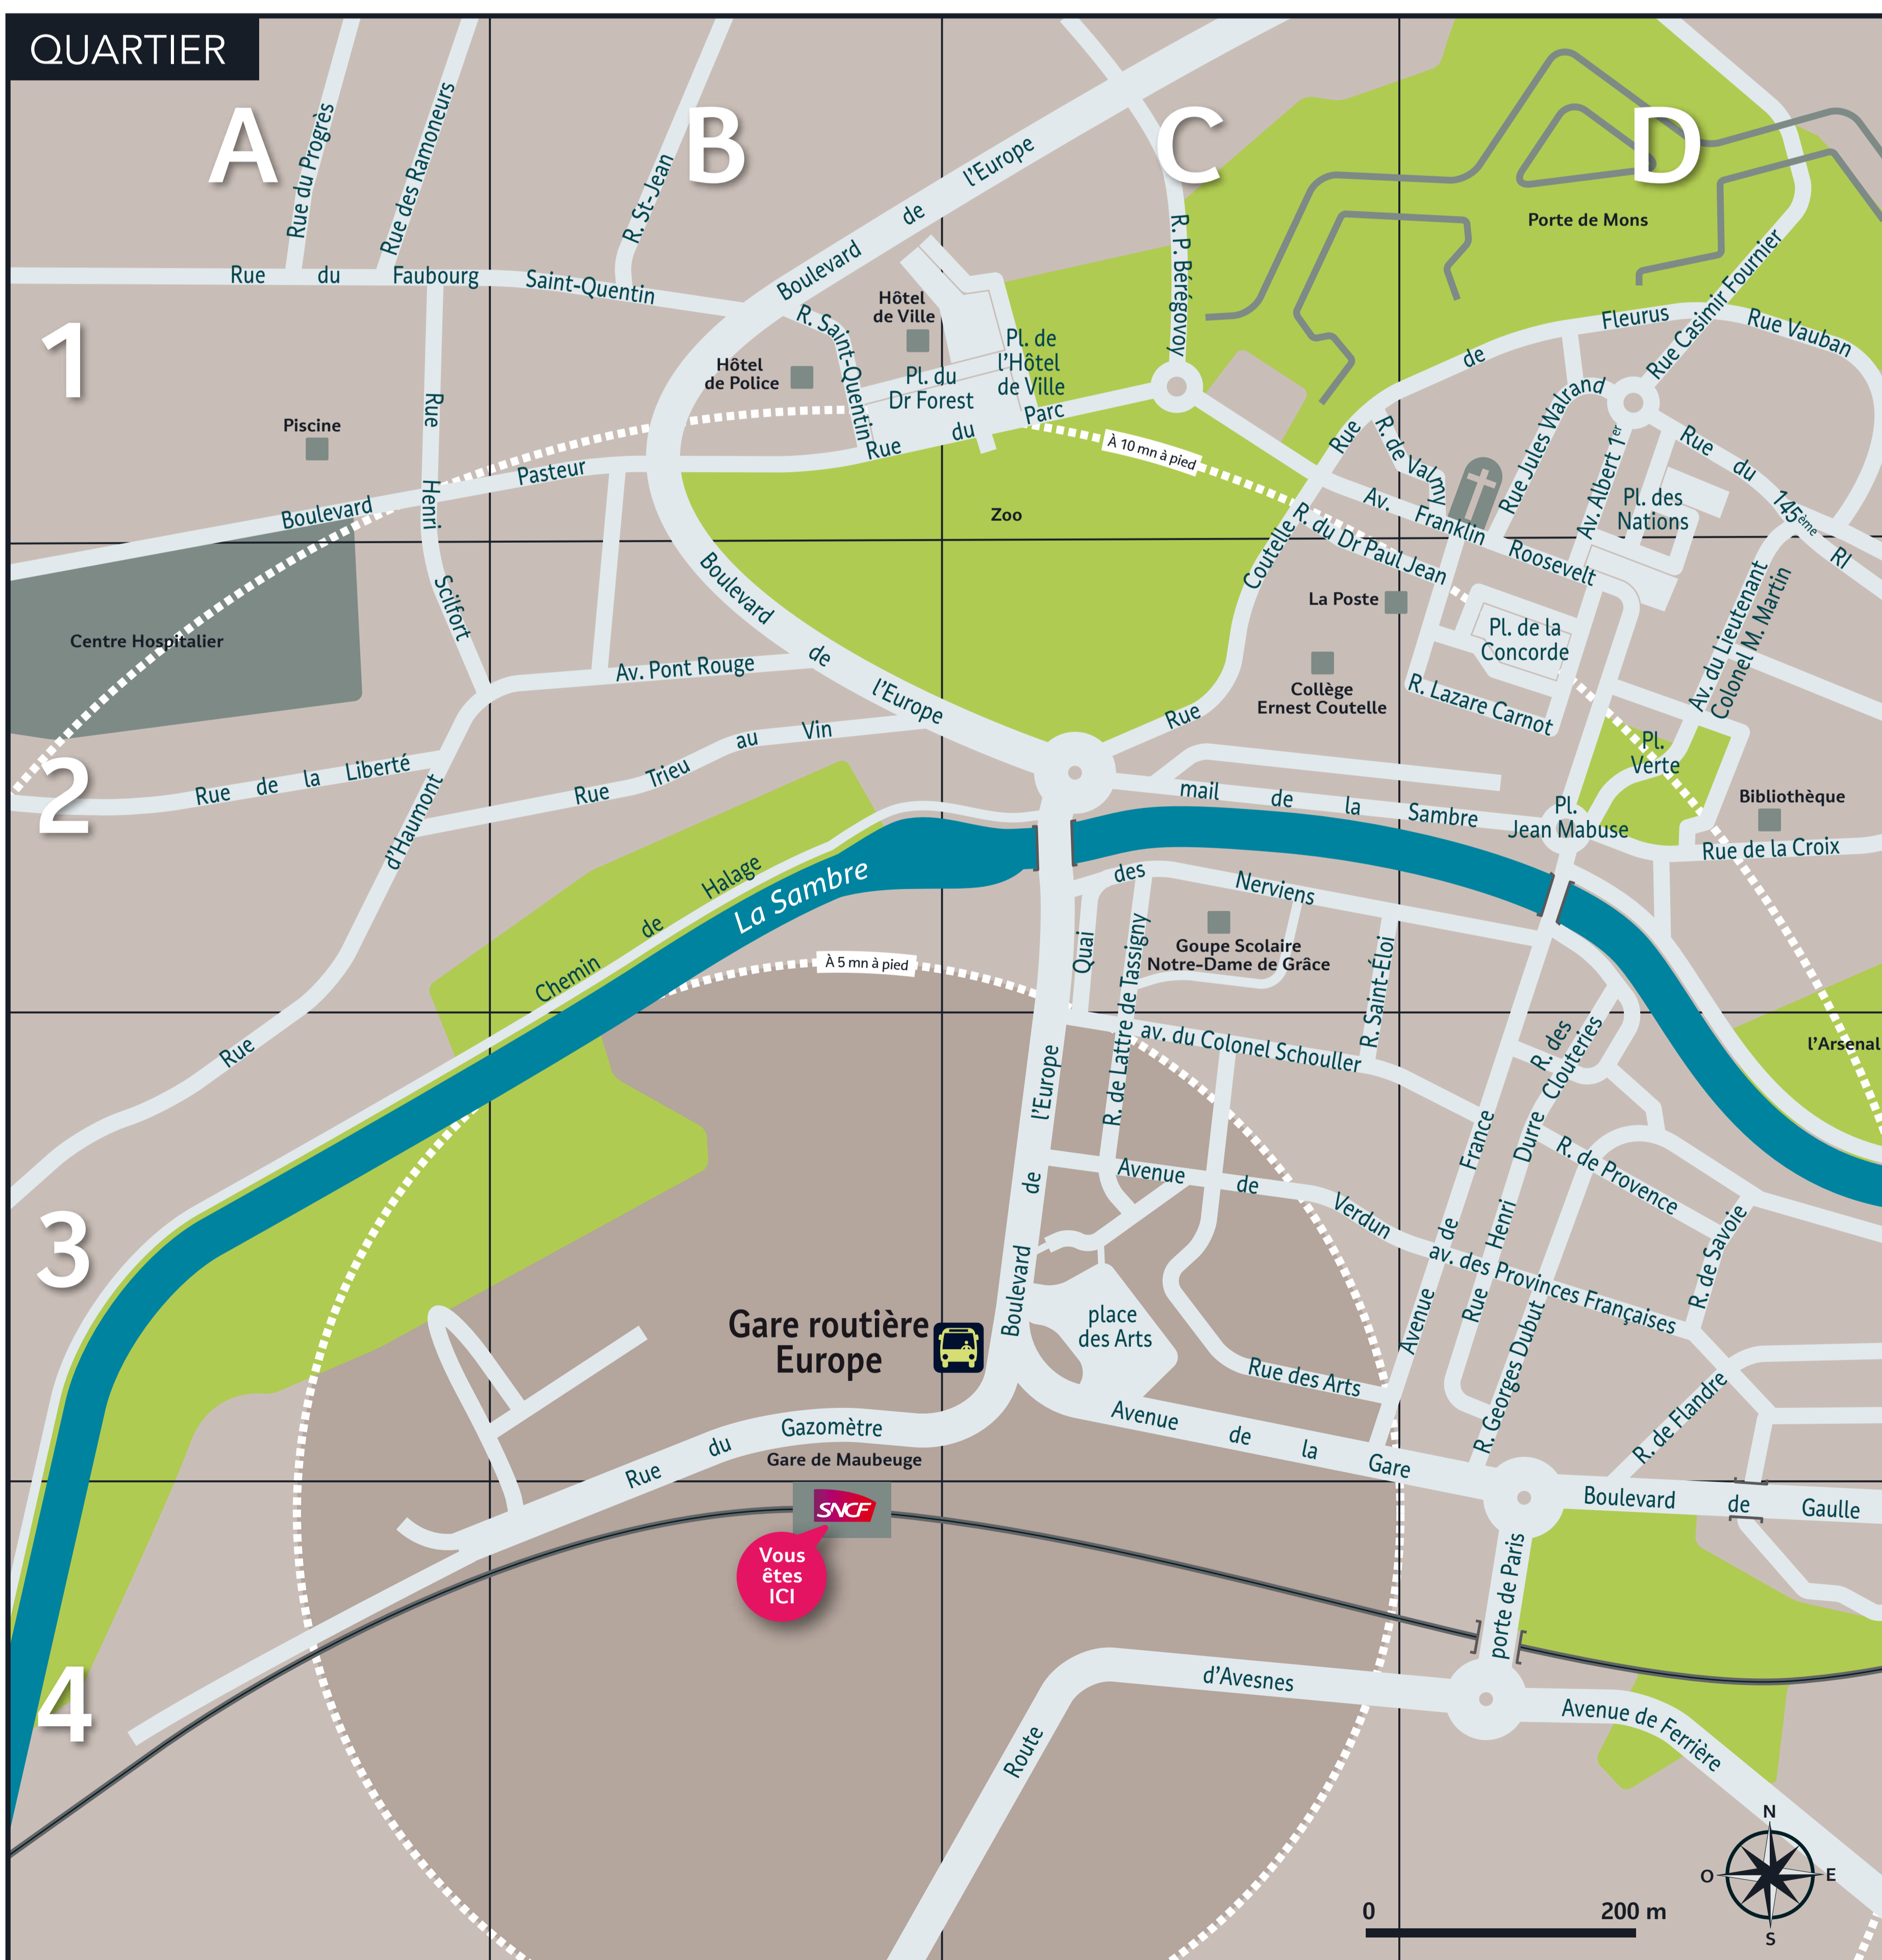 QUARTIER
A
B
C
D
1
2
3
4
Rue du Progrès
Rue des Ramoneurs
R. St-Jean
Boulevard de l'Europe
R. P. Bérégovoy
Porte de Mons
Rue Casimir Fournier
Rue du Faubourg Saint-Quentin
R. Saint-Quentin
Hôtel
de Ville
Hôtel
de Police
Pl. de
l'Hôtel
de Ville
Pl. du
Dr Forest
Rue du Parc
À 10 mn à pied
Rue de Fleurus
Rue Vauban
R. de Valmy
Rue Jules Walrand
Av. Albert 1er
Rue du 145ème RI
Pl. des
Nations
Av. Franklin Roosevelt
R. du Dr Paul Jean
Piscine
Rue Henri Scilfort
Boulevard Pasteur
Zoo
Centre Hospitalier
Boulevard de l'Europe
Rue Coutelle
La Poste
Pl. de la
Concorde
Collège
Ernest Coutelle
R. Lazare Carnot
Av. du Lieutenant
Colonel M. Martin
Pl.
Verte
Bibliothèque
Pl.
Jean Mabuse
Rue de la Croix
Av. Pont Rouge
Rue Trieu au Vin
Rue de la Liberté
Rue d'Haumont
mail de la Sambre
Chemin de Halage
La Sambre
À 5 mn à pied
Quai des Nerviens
R. de Lattre de Tassigny
Goupe Scolaire
Notre-Dame de Grâce
R. Saint-Éloi
av. du Colonel Schouller
R. des
Clouteries
l'Arsenal
Boulevard de l'Europe
Avenue de Verdun
Avenue de France
Rue Henri Durre
R. de Provence
R. de Savoie
av. des Provinces Françaises
R. Georges Dubut
R. de Flandre
Gare routière
Europe
place
des Arts
Rue des Arts
Avenue de la Gare
Rue du Gazomètre
Gare de Maubeuge
SNCF
Vous
êtes
ICI
Boulevard de Gaulle
porte de Paris
Route d'Avesnes
Avenue de Ferrière
N
O
E
S
0
200 m